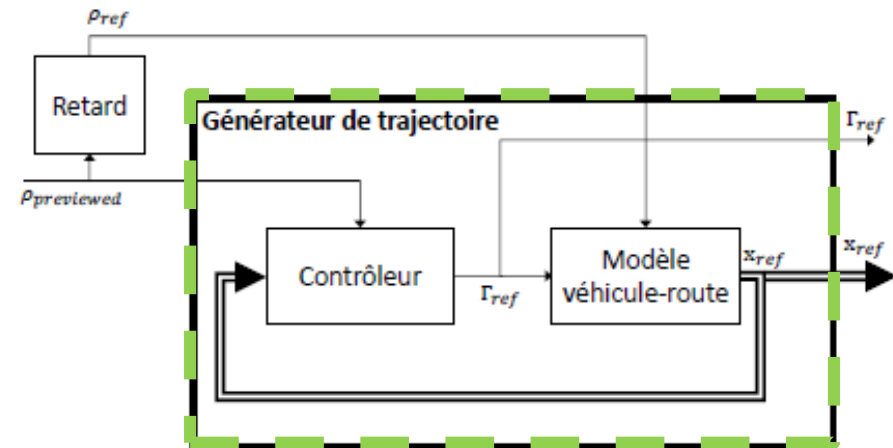 ρref
Retard
Générateur de trajectoire
Γref
ρpreviewed
xref
xref
Contrôleur
Modèle
véhicule-route
Γref